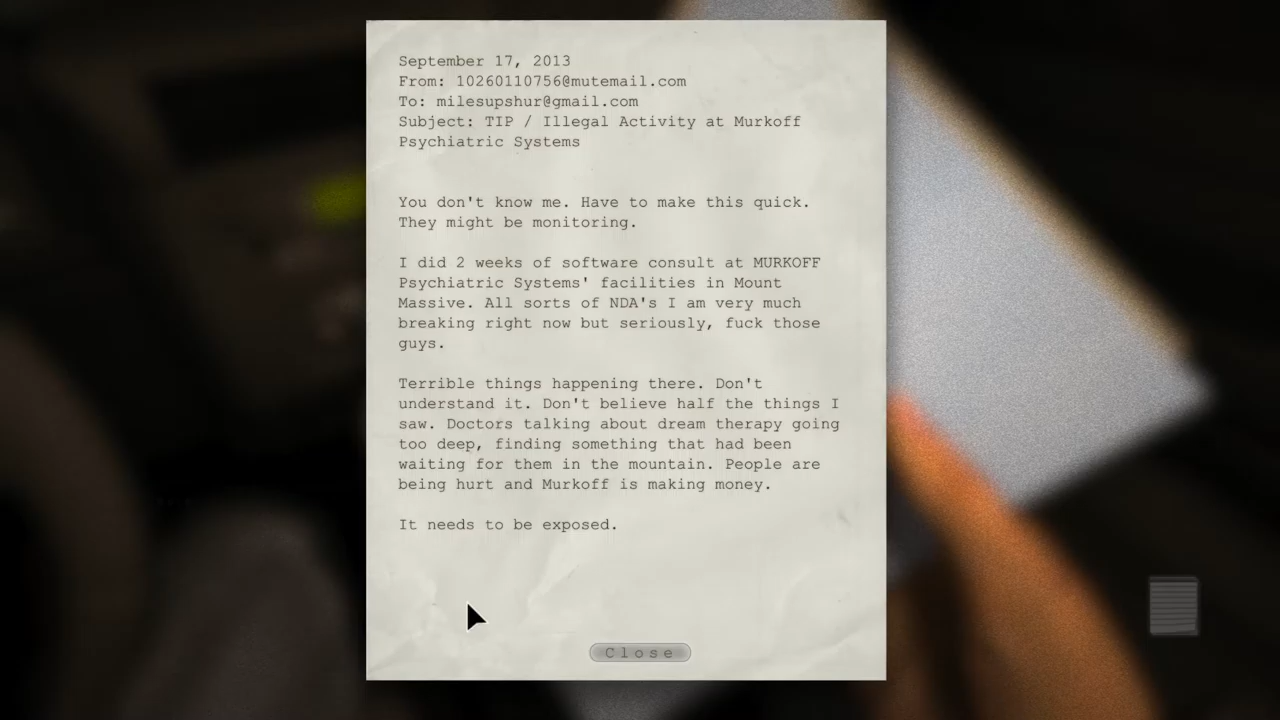 September 17, 2013
From: 10260110756@mutemail.com
To: milesupshur@gmail.com
Subject: TIP / Illegal Activity at Murkoff
Psychiatric Systems
You don't know me. Have to make this quick.
They might be monitoring.
I did 2 weeks of software consult at MURKOFF
Psychiatric Systems' facilities in Mount
Massive. All sorts of NDA's I am very much
breaking right now but seriously, fuck those
guys.
Terrible things happening there. Don't
understand it. Don't believe half the things I
saw. Doctors talking about dream therapy going
too deep, finding something that had been
waiting for them in the mountain. People are
being hurt and Murkoff is making money.
It needs to be exposed.
Close